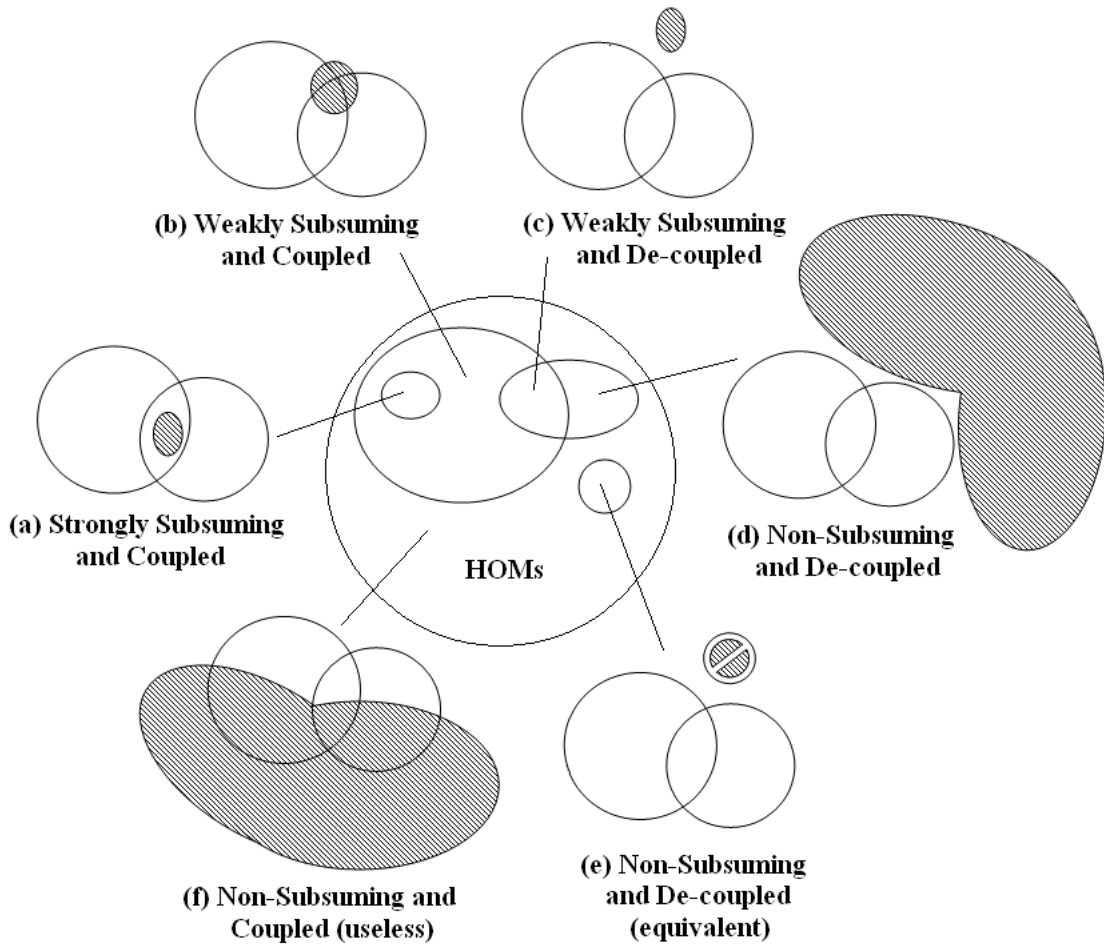 (b) Weakly Subsuming
and Coupled
(c) Weakly Subsuming
and De-coupled
(a) Strongly Subsuming
and Coupled
(d) Non-Subsuming
and De-coupled
HOMs
(f) Non-Subsuming and
Coupled (useless)
(e) Non-Subsuming
and De-coupled
(equivalent)